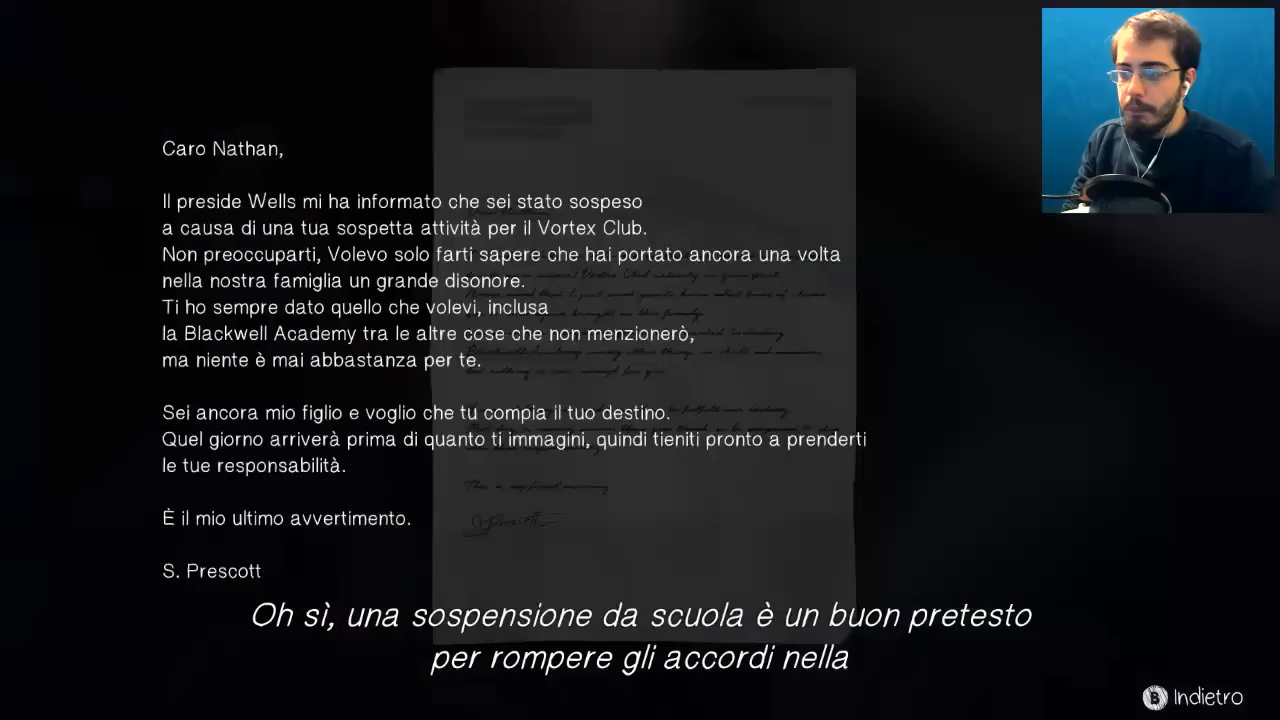 Caro Nathan,
Il preside Wells mi ha informato che sei stato sospeso
a causa di una tua sospetta attività per il Vortex Club.
Non preoccuparti, Volevo solo farti sapere che hai portato ancora una volta
nella nostra famiglia un grande disonore.
Ti ho sempre dato quello che volevi, inclusa
la Blackwell Academy tra le altre cose che non menzionerò,
ma niente è mai abbastanza per te.
Sei ancora mio figlio e voglio che tu compia il tuo destino.
Quel giorno arriverà prima di quanto ti immagini, quindi tieniti pronto a prenderti
le tue responsabilità.
È il mio ultimo avvertimento.
S. Prescott
Oh sì, una sospensione da scuola è un buon pretesto
per rompere gli accordi nella
B Indietro